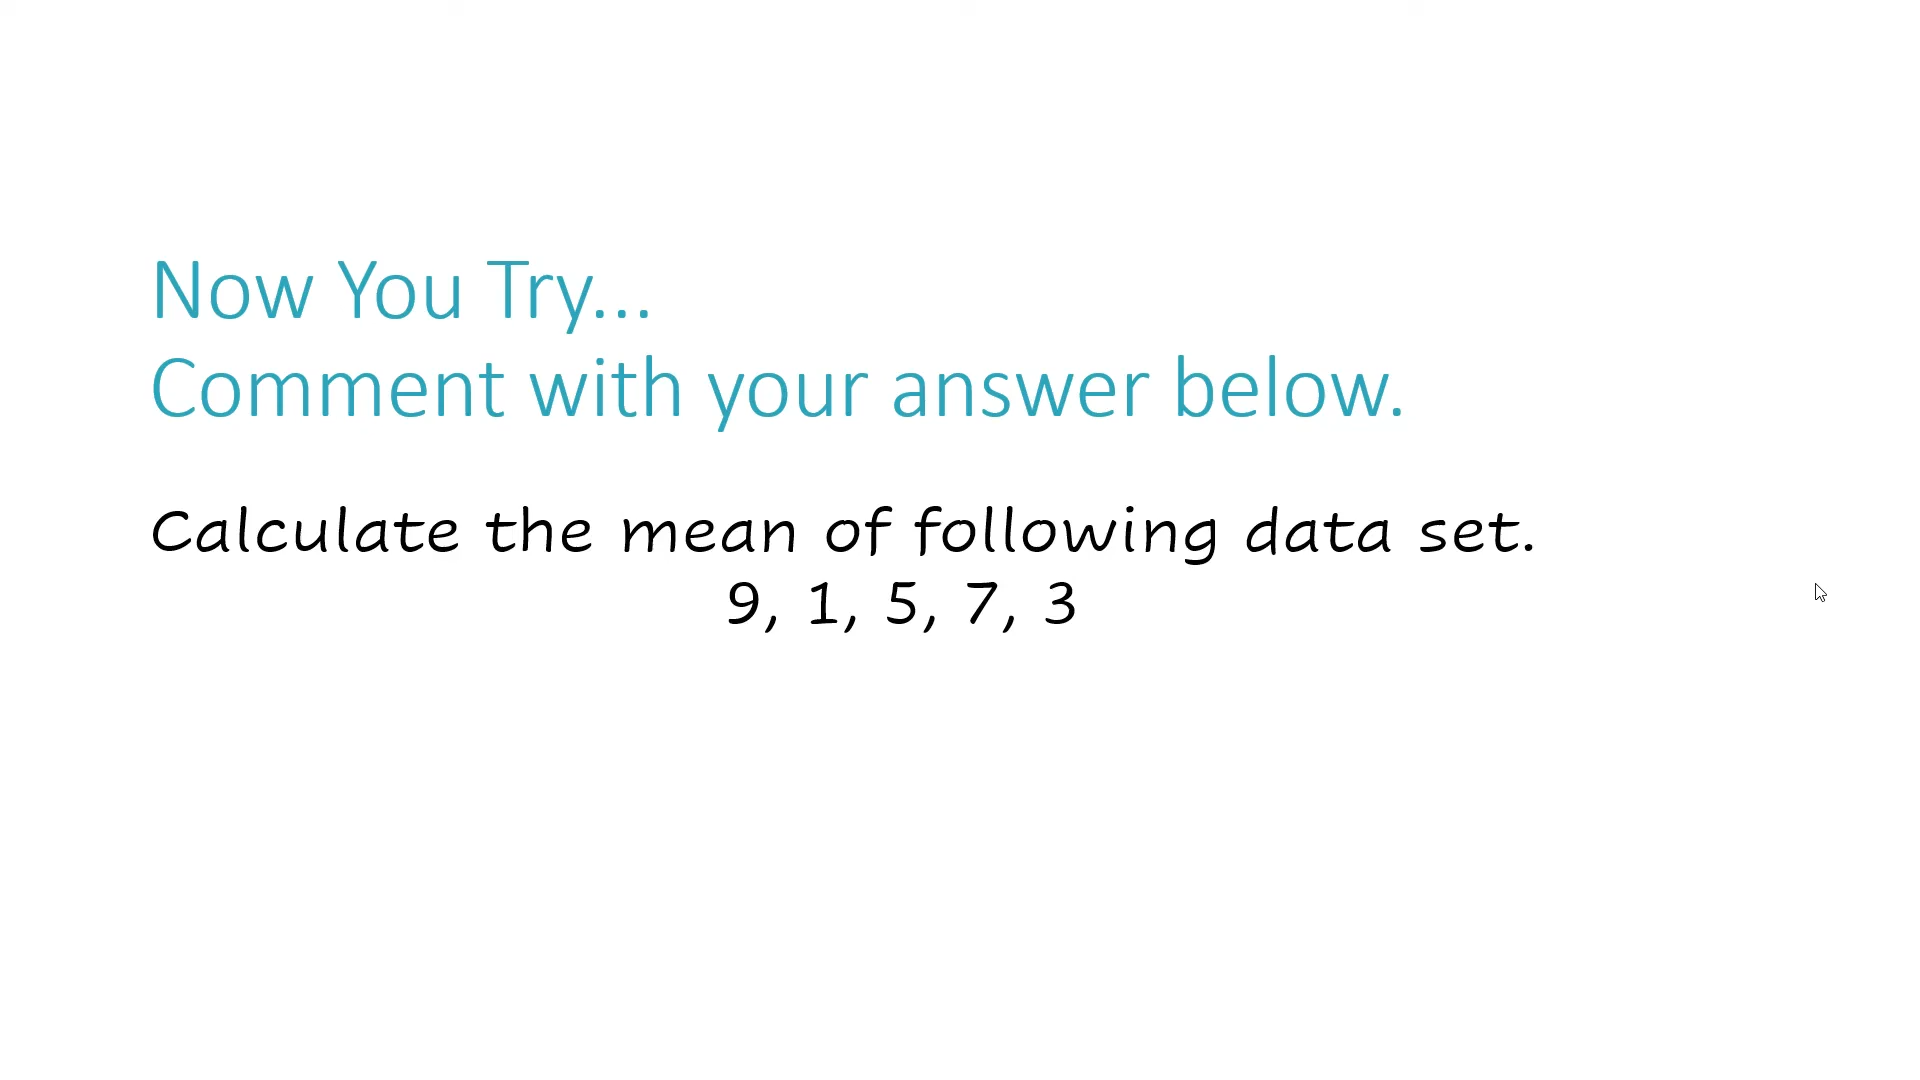 Now You Try...
Comment with your answer below.
Calculate the mean of following data set.
9, 1, 5, 7, 3